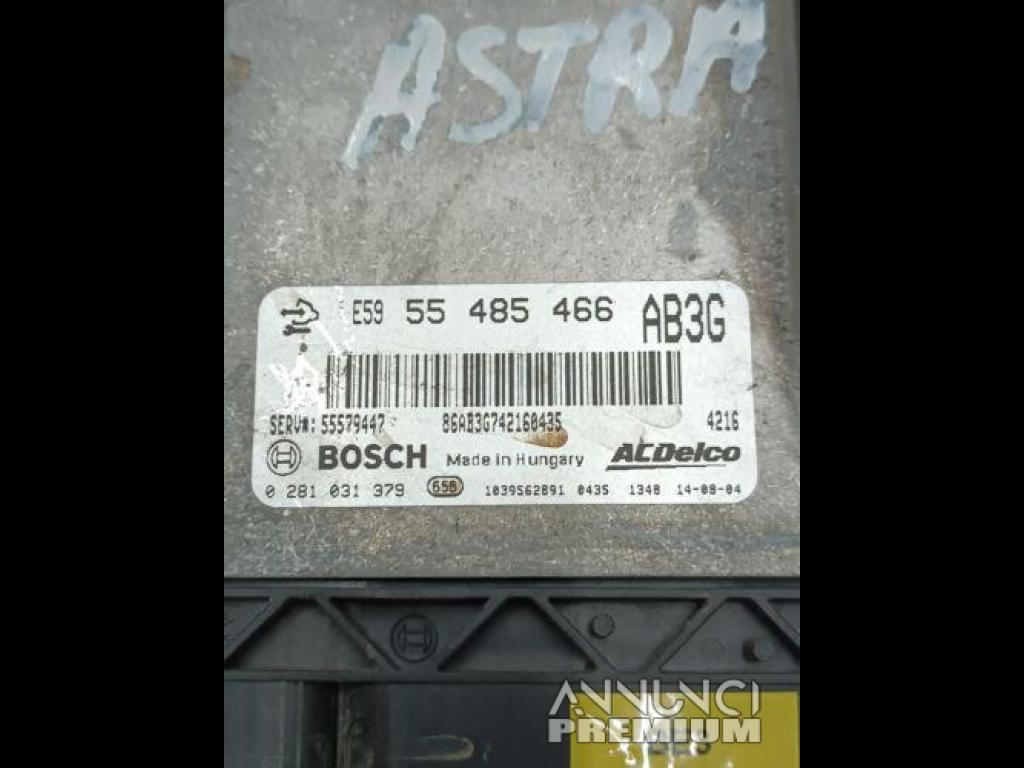 ASTRA
E59 55 485 466 AB3G
SERV#: 55579447 86AB3G742160435 4216
BOSCH Made in Hungary ACDelco
0 281 031 379 658 1039S62891 0435 1348 14-08-04
ANNUNCI
PREMIUM